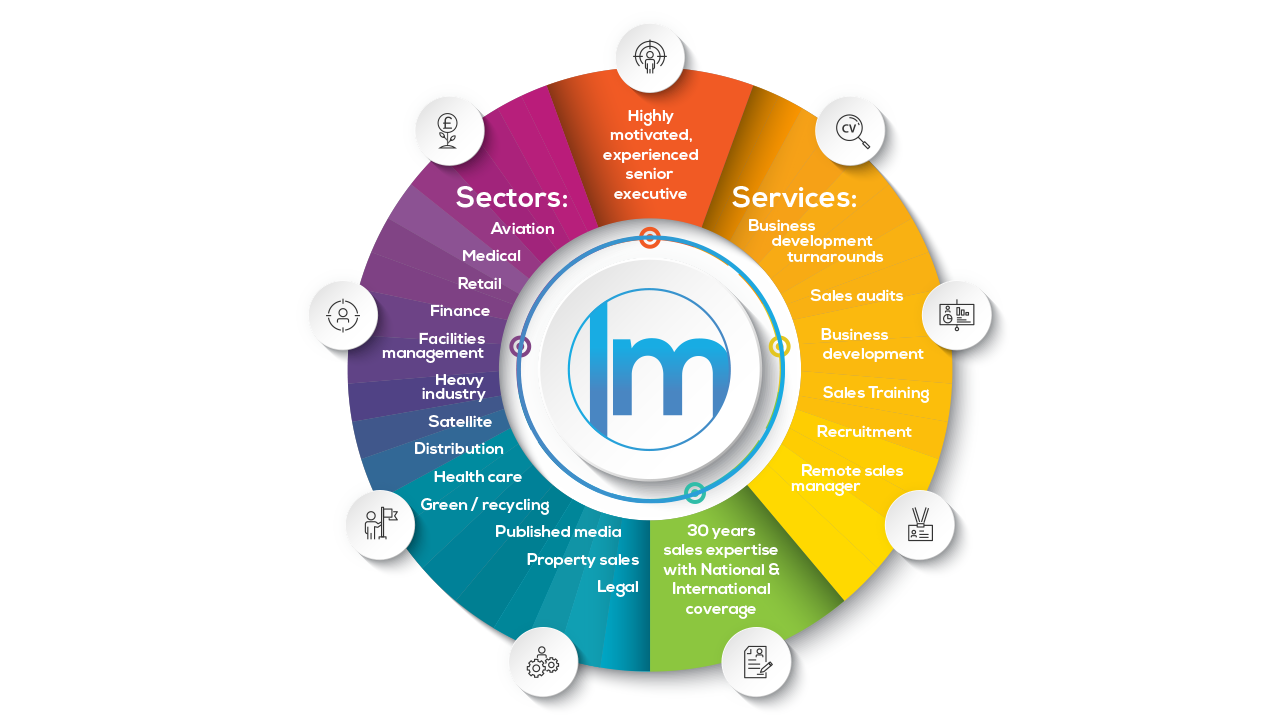 Highly
motivated,
experienced
senior
executive
£
CV
Sectors:
Aviation
Medical
Retail
Finance
Facilities
management
Heavy
industry
Satellite
Distribution
Health care
Green / recycling
Published media
Property sales
Legal
Services:
Business
development
turnarounds
Sales audits
Business
development
Sales Training
Recruitment
Remote sales
manager
lm
30 years
sales expertise
with National &
International
coverage